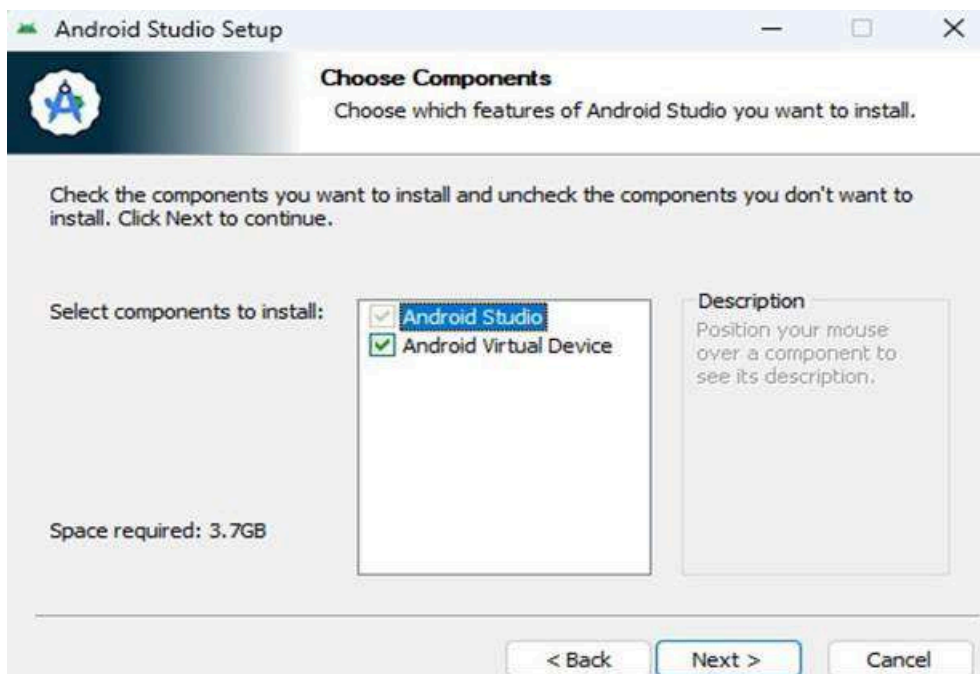 Android Studio Setup
Choose Components
Choose which features of Android Studio you want to install.
Check the components you want to install and uncheck the components you don't want to
install. Click Next to continue.
Select components to install:
Android Studio
Android Virtual Device
Description
Position your mouse
over a component to
see its description.
Space required: 3.7GB
< Back
Next >
Cancel